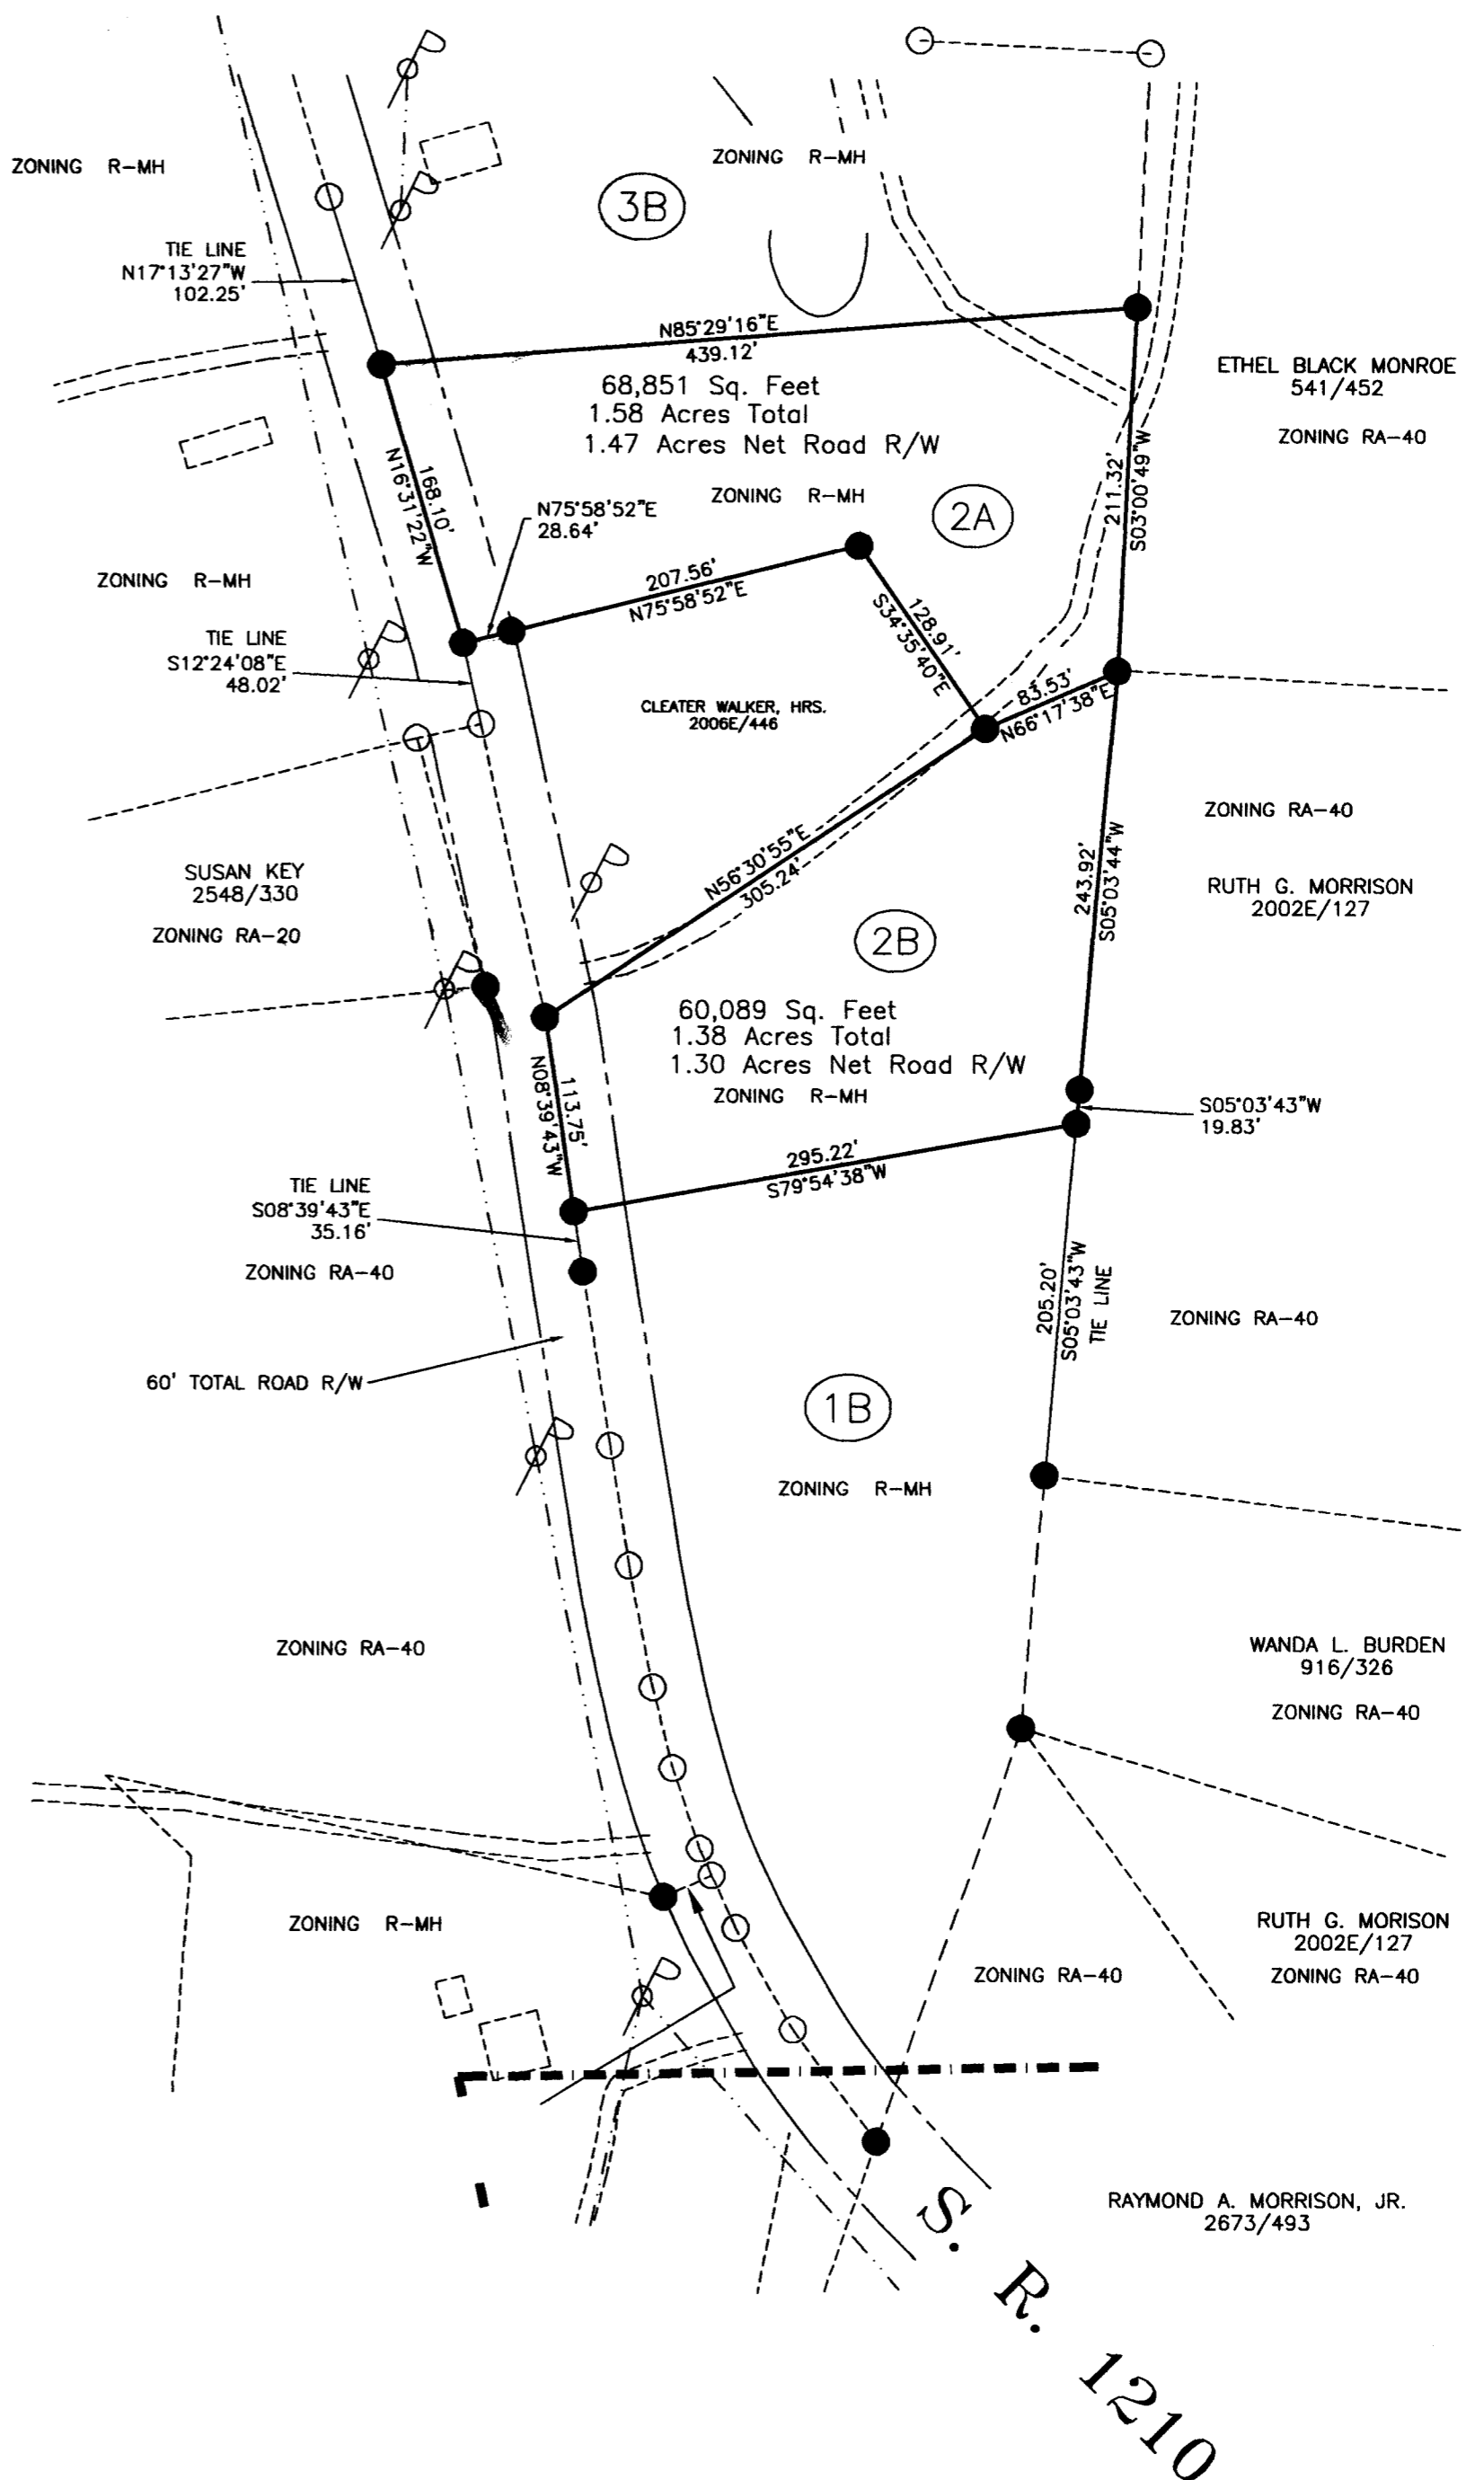 ZONING R-MH
ZONING R-MH
3B
TIE LINE
N17°13'27"W
102.25'
N85°29'16"E
439.12'
68,851 Sq. Feet
1.58 Acres Total
1.47 Acres Net Road R/W
ETHEL BLACK MONROE
541/452
ZONING RA-40
168.10'
N16°31'22"W
N75°58'52"E
28.64'
ZONING R-MH
2A
211.32'
S03°00'49"W
ZONING R-MH
207.56'
N75°58'52"E
128.91'
S34°35'40"E
TIE LINE
S12°24'08"E
48.02'
83.53'
N66°17'38"E
CLEATER WALKER, HRS.
2006E/446
ZONING RA-40
SUSAN KEY
2548/330
ZONING RA-20
N56°30'55"E
305.24'
243.92'
S05°03'44"W
RUTH G. MORRISON
2002E/127
2B
60,089 Sq. Feet
1.38 Acres Total
1.30 Acres Net Road R/W
ZONING R-MH
113.75'
N08°39'43"W
S05°03'43"W
19.83'
295.22'
S79°54'38"W
TIE LINE
S08°39'43"E
35.16'
ZONING RA-40
205.20'
S05°03'43"W
TIE LINE
ZONING RA-40
60' TOTAL ROAD R/W
1B
ZONING R-MH
ZONING RA-40
WANDA L. BURDEN
916/326
ZONING RA-40
ZONING R-MH
RUTH G. MORISON
2002E/127
ZONING RA-40
ZONING RA-40
RAYMOND A. MORRISON, JR.
2673/493
S. R. 1210